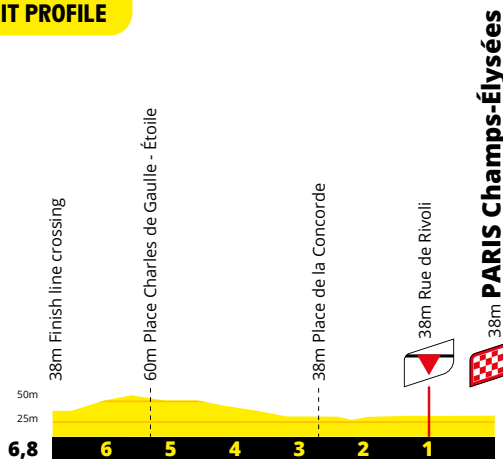 IT PROFILE
38m Finish line crossing
60m Place Charles de Gaulle - Étoile
38m Place de la Concorde
38m Rue de Rivoli
38m PARIS Champs-Élysées
50m
25m
6,8 6 5 4 3 2 1